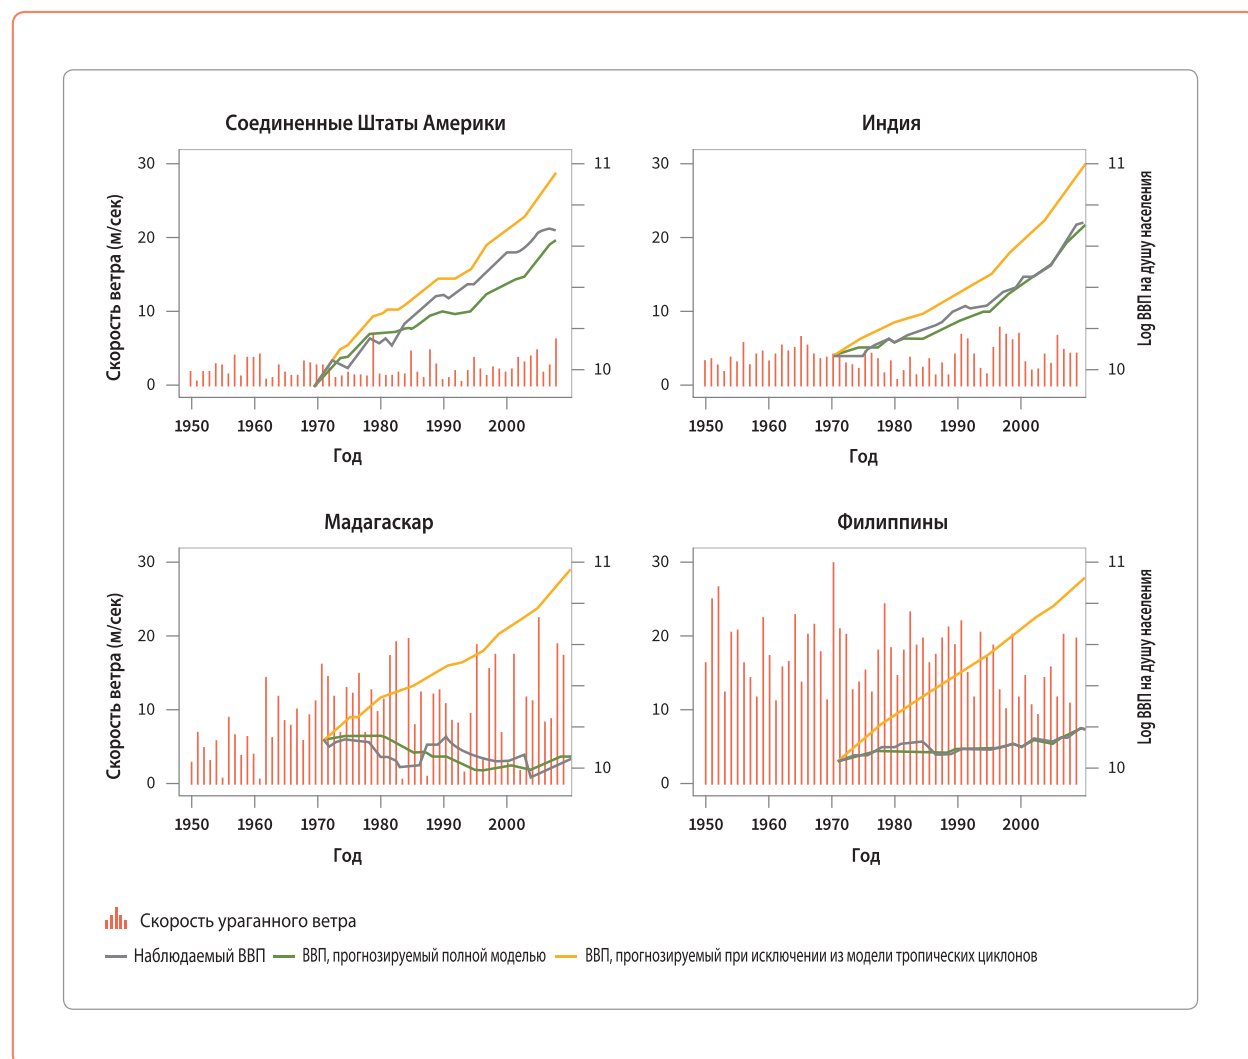 Соединенные Штаты Америки
Скорость ветра (м/сек)
30
20
10
0
11
10
1950 1960 1970 1980 1990 2000
Год
Индия
30
20
10
0
11
10
Log ВВП на душу населения
1950 1960 1970 1980 1990 2000
Год
Мадагаскар
Скорость ветра (м/сек)
30
20
10
0
11
10
1950 1960 1970 1980 1990 2000
Год
Филиппины
30
20
10
0
11
10
Log ВВП на душу населения
1950 1960 1970 1980 1990 2000
Год
Скорость ураганного ветра
Наблюдаемый ВВП ВВП, прогнозируемый полной моделью ВВП, прогнозируемый при исключении из модели тропических циклонов